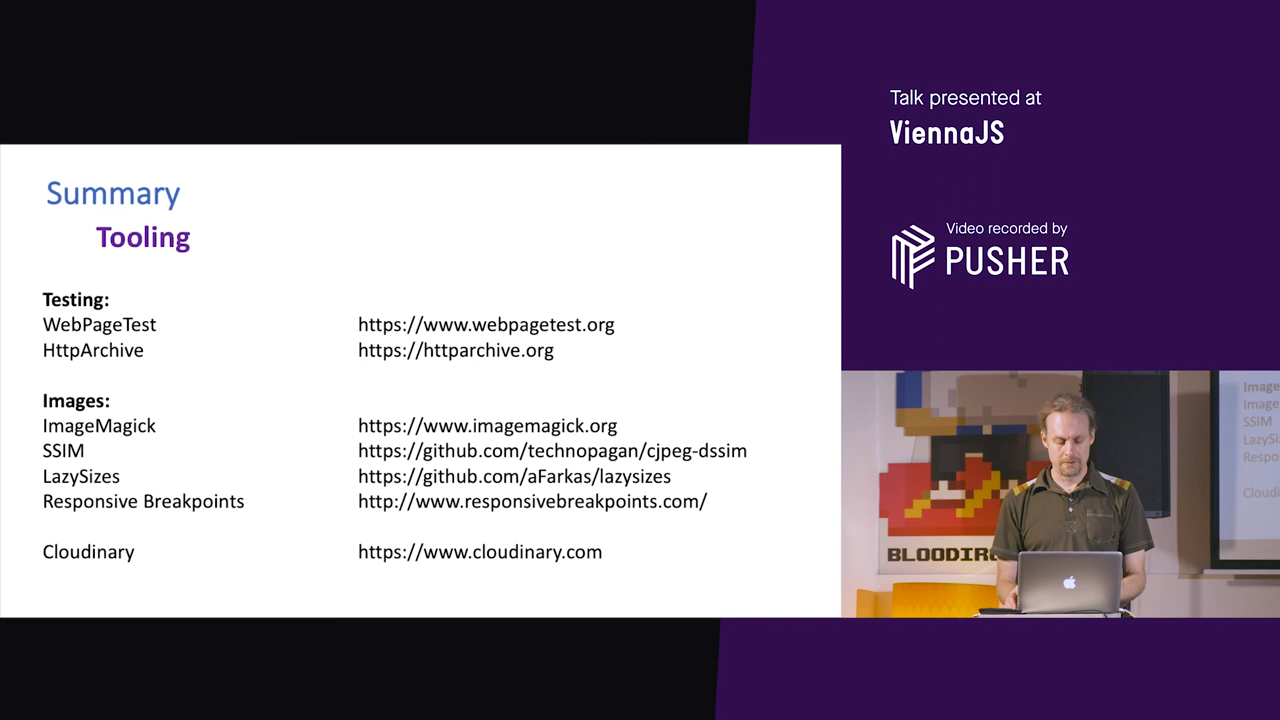 Talk presented at
ViennaJS
Video recorded by
PUSHER
Summary
Tooling
Testing:
WebPageTest https://www.webpagetest.org
HttpArchive https://httparchive.org
Images:
ImageMagick https://www.imagemagick.org
SSIM https://github.com/technopagan/cjpeg-dssim
LazySizes https://github.com/aFarkas/lazysizes
Responsive Breakpoints http://www.responsivebreakpoints.com/
Cloudinary https://www.cloudinary.com
Image
SSIM